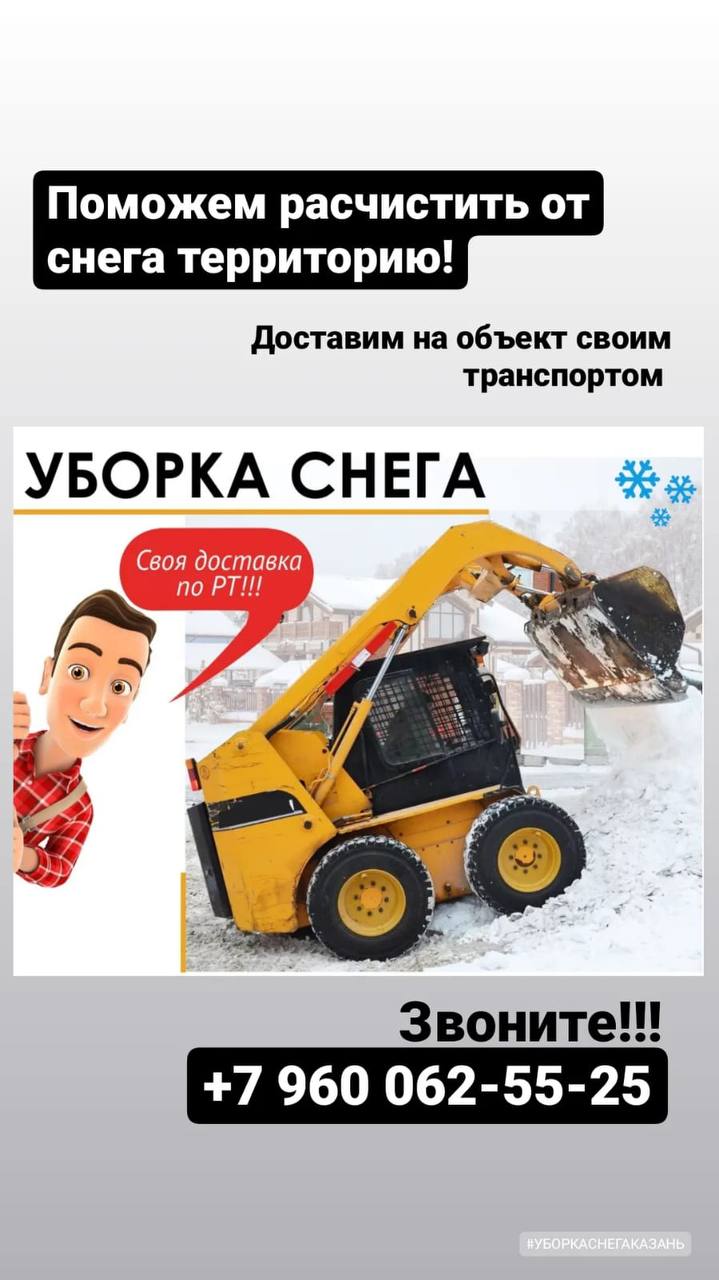 Поможем расчистить от
снега территорию!
Доставим на объект своим
транспортом
УБОРКА СНЕГА
Своя доставка
по РТ!!!
Звоните!!!
+7 960 062-55-25
#УБОРКАСНЕГАКАЗАНЬ